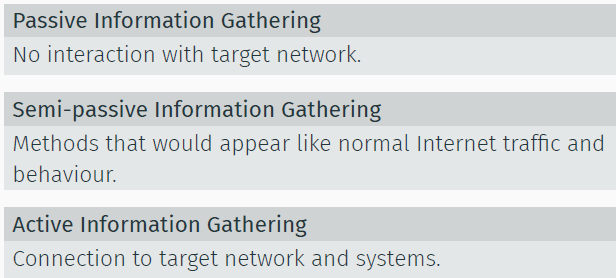 Passive Information Gathering
No interaction with target network.
Semi-passive Information Gathering
Methods that would appear like normal Internet traffic and
behaviour.
Active Information Gathering
Connection to target network and systems.